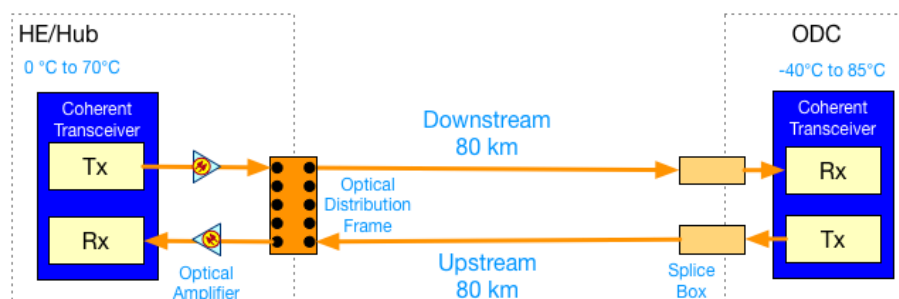 HE/Hub
0 °C to 70°C
Coherent
Transceiver
Tx
Rx
Optical
Amplifier
Optical
Distribution
Frame
Downstream
80 km
Upstream
80 km
Splice
Box
ODC
-40°C to 85°C
Coherent
Transceiver
Rx
Tx